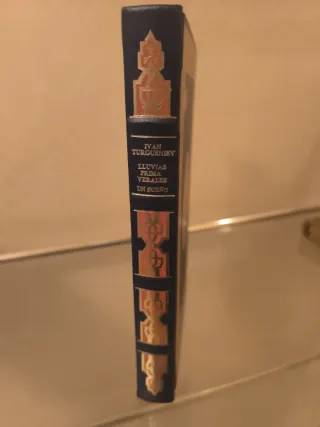 IVAN
TURGUENIEV
LLUVIAS
PRIMA
VERALES
UN SUEÑO